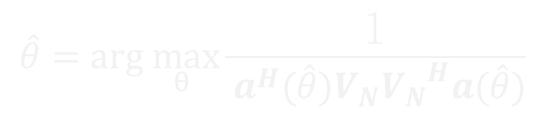 θ̂ = arg max_θ 1 / (a^H(θ̂)V_N V_N^H a(θ̂))